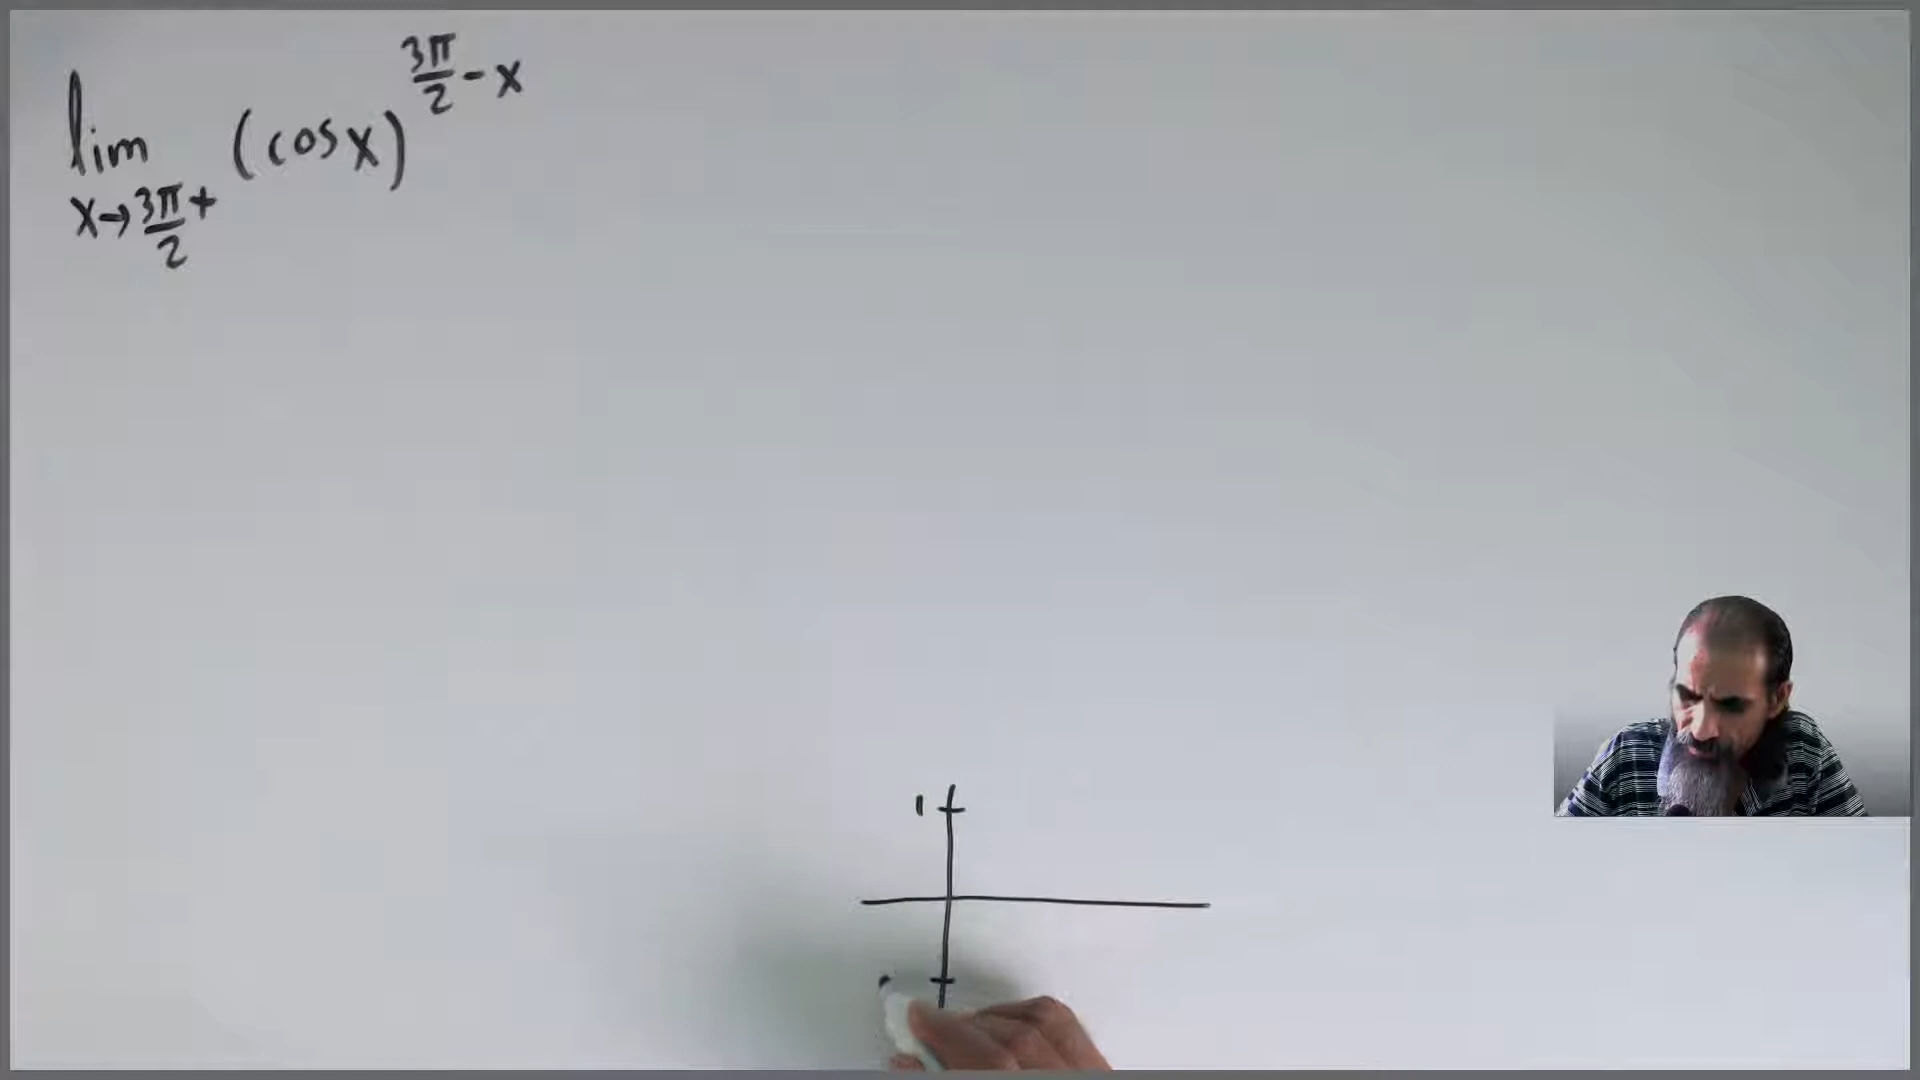 lim (cos x)^{3π/2 - x}
x→3π/2+
1